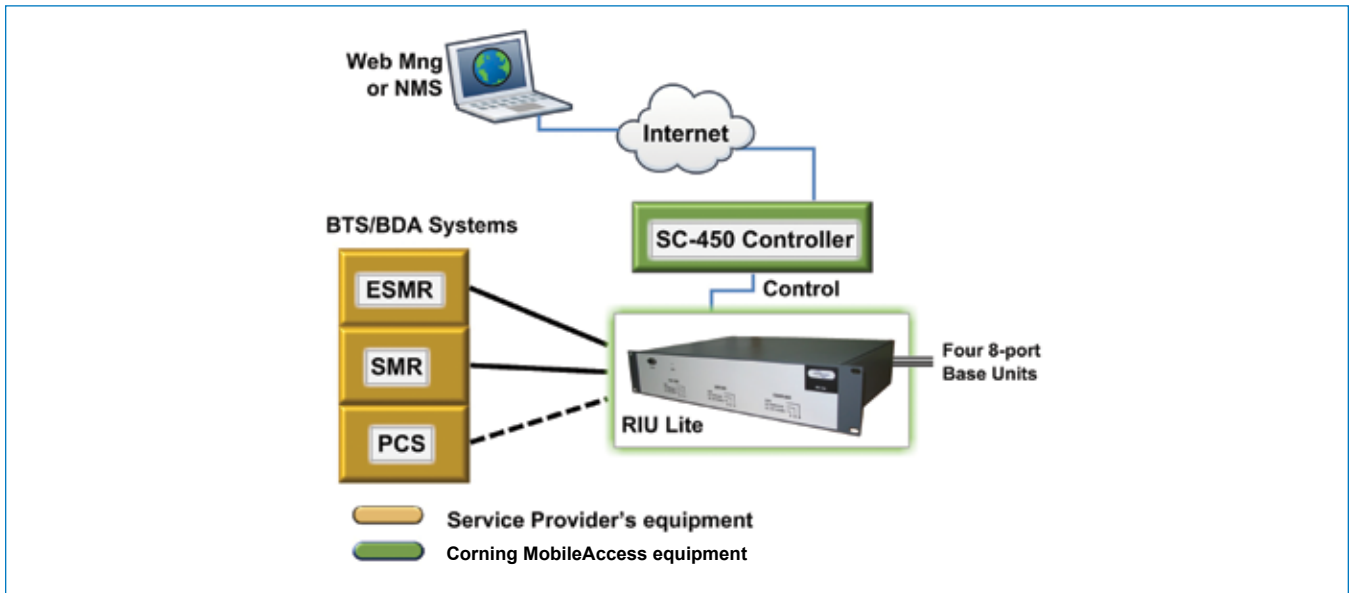 Web Mng
or NMS
Internet
BTS/BDA Systems
SC-450 Controller
ESMR
Control
SMR
Four 8-port
Base Units
RIU Lite
PCS
Service Provider's equipment
Corning MobileAccess equipment